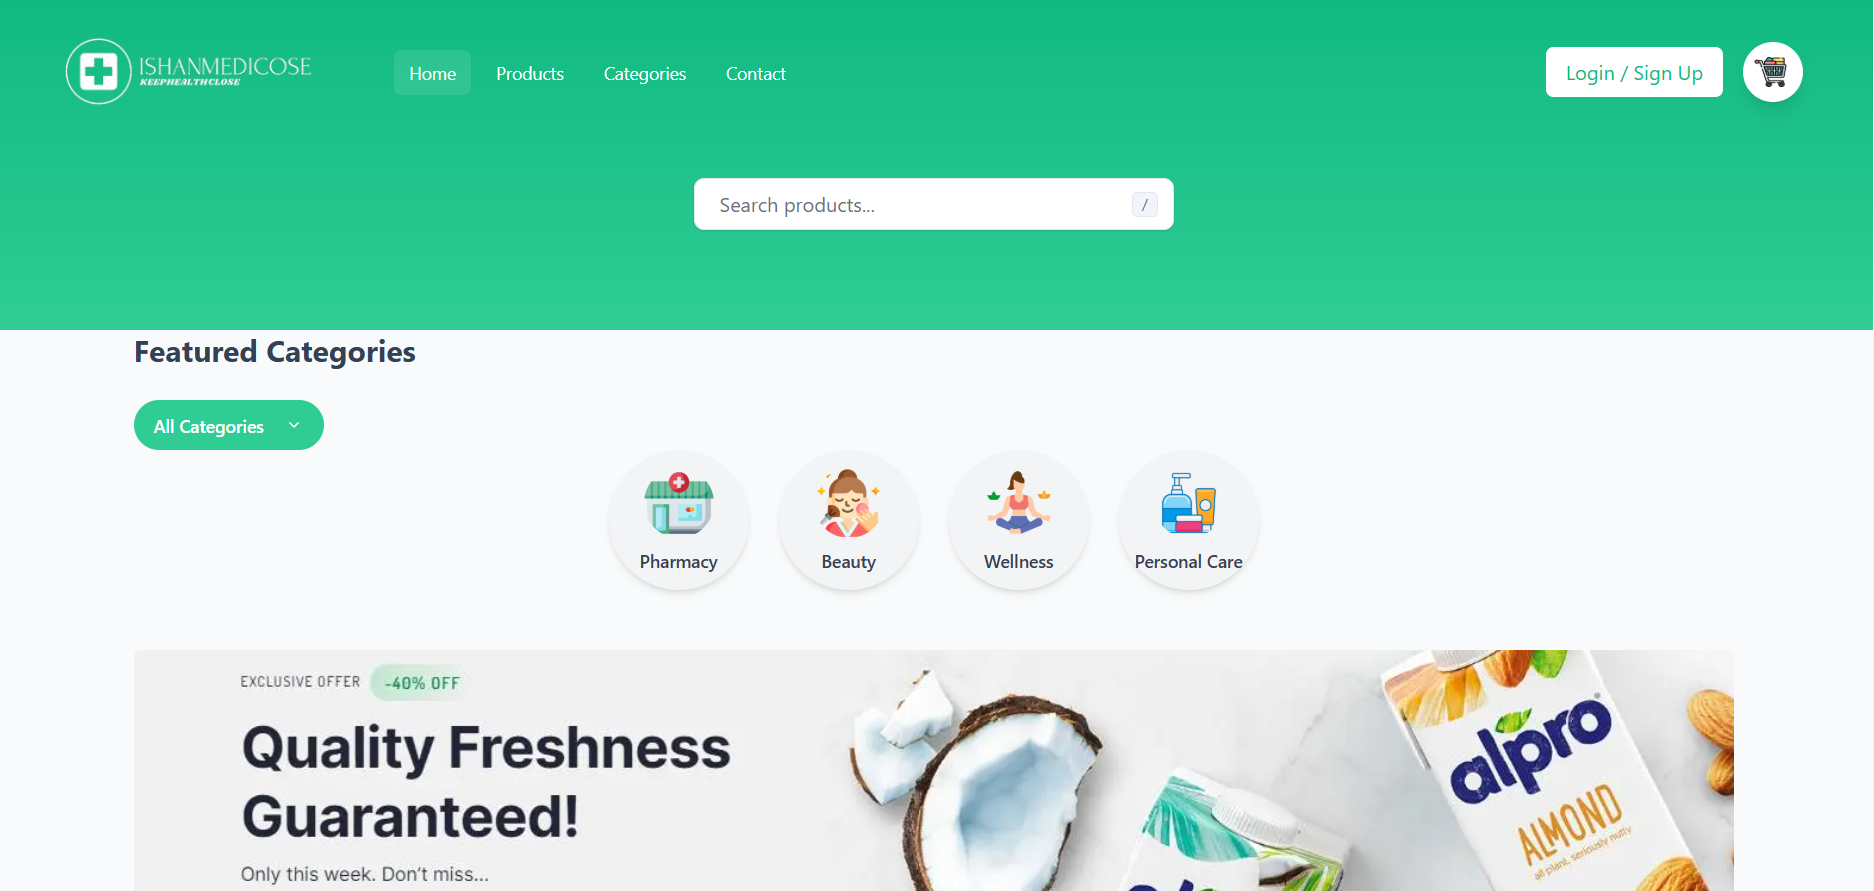 ISHANMEDICOSE
KEEPHEALTHCLOSE
Home Products Categories Contact
Login / Sign Up
Search products... /
Featured Categories
All Categories
Pharmacy Beauty Wellness Personal Care
EXCLUSIVE OFFER -40% OFF
Quality Freshness
Guaranteed!
Only this week. Don't miss...
alpro
ALMOND
all plant, seriously nutty